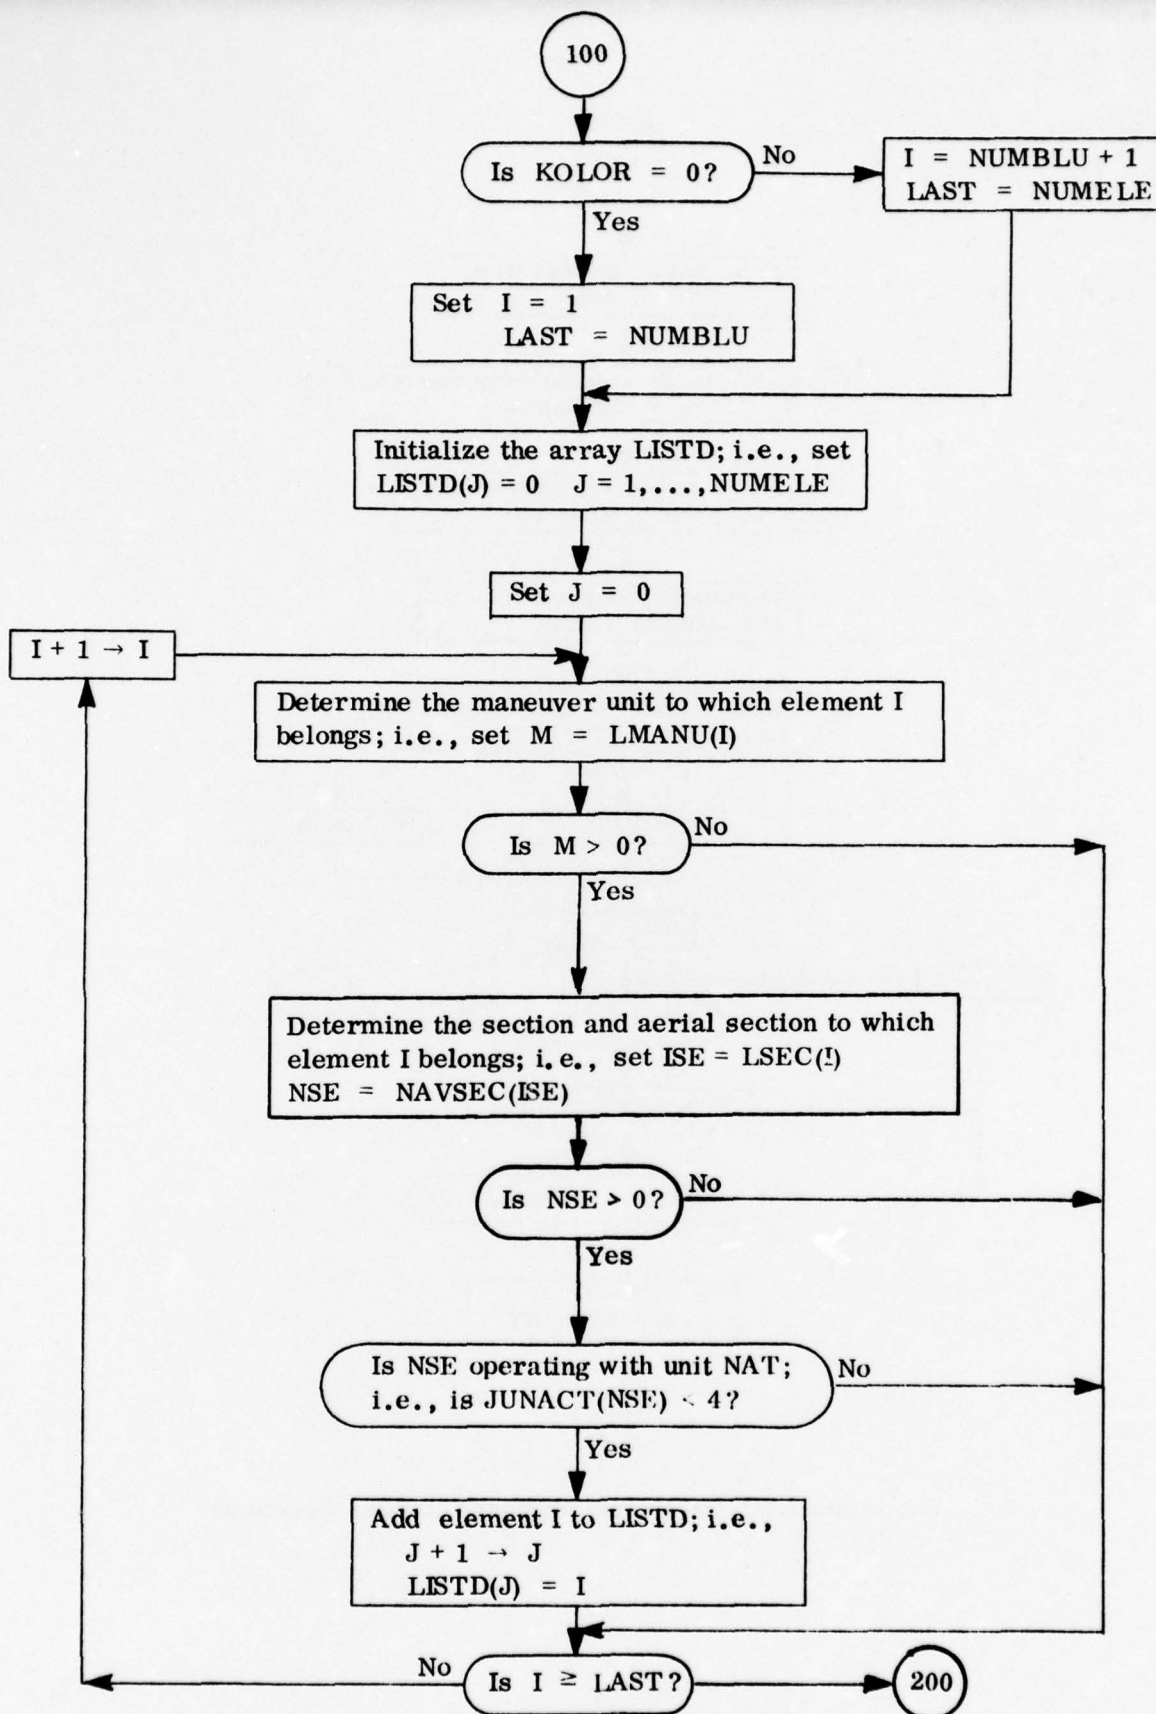 100
Is KOLOR = 0?
No
I = NUMBLU + 1
LAST = NUMELE
Yes
Set I = 1
LAST = NUMBLU
Initialize the array LISTD; i.e., set
LISTD(J) = 0 J = 1,...,NUMELE
Set J = 0
I + 1 → I
Determine the maneuver unit to which element I
belongs; i.e., set M = LMANU(I)
Is M > 0?
No
Yes
Determine the section and aerial section to which
element I belongs; i.e., set ISE = LSEC(I)
NSE = NAVSEC(ISE)
Is NSE > 0?
No
Yes
Is NSE operating with unit NAT;
i.e., is JUNACT(NSE) < 4?
No
Yes
Add element I to LISTD; i.e.,
J + 1 → J
LISTD(J) = I
No
Is I ≥ LAST?
200